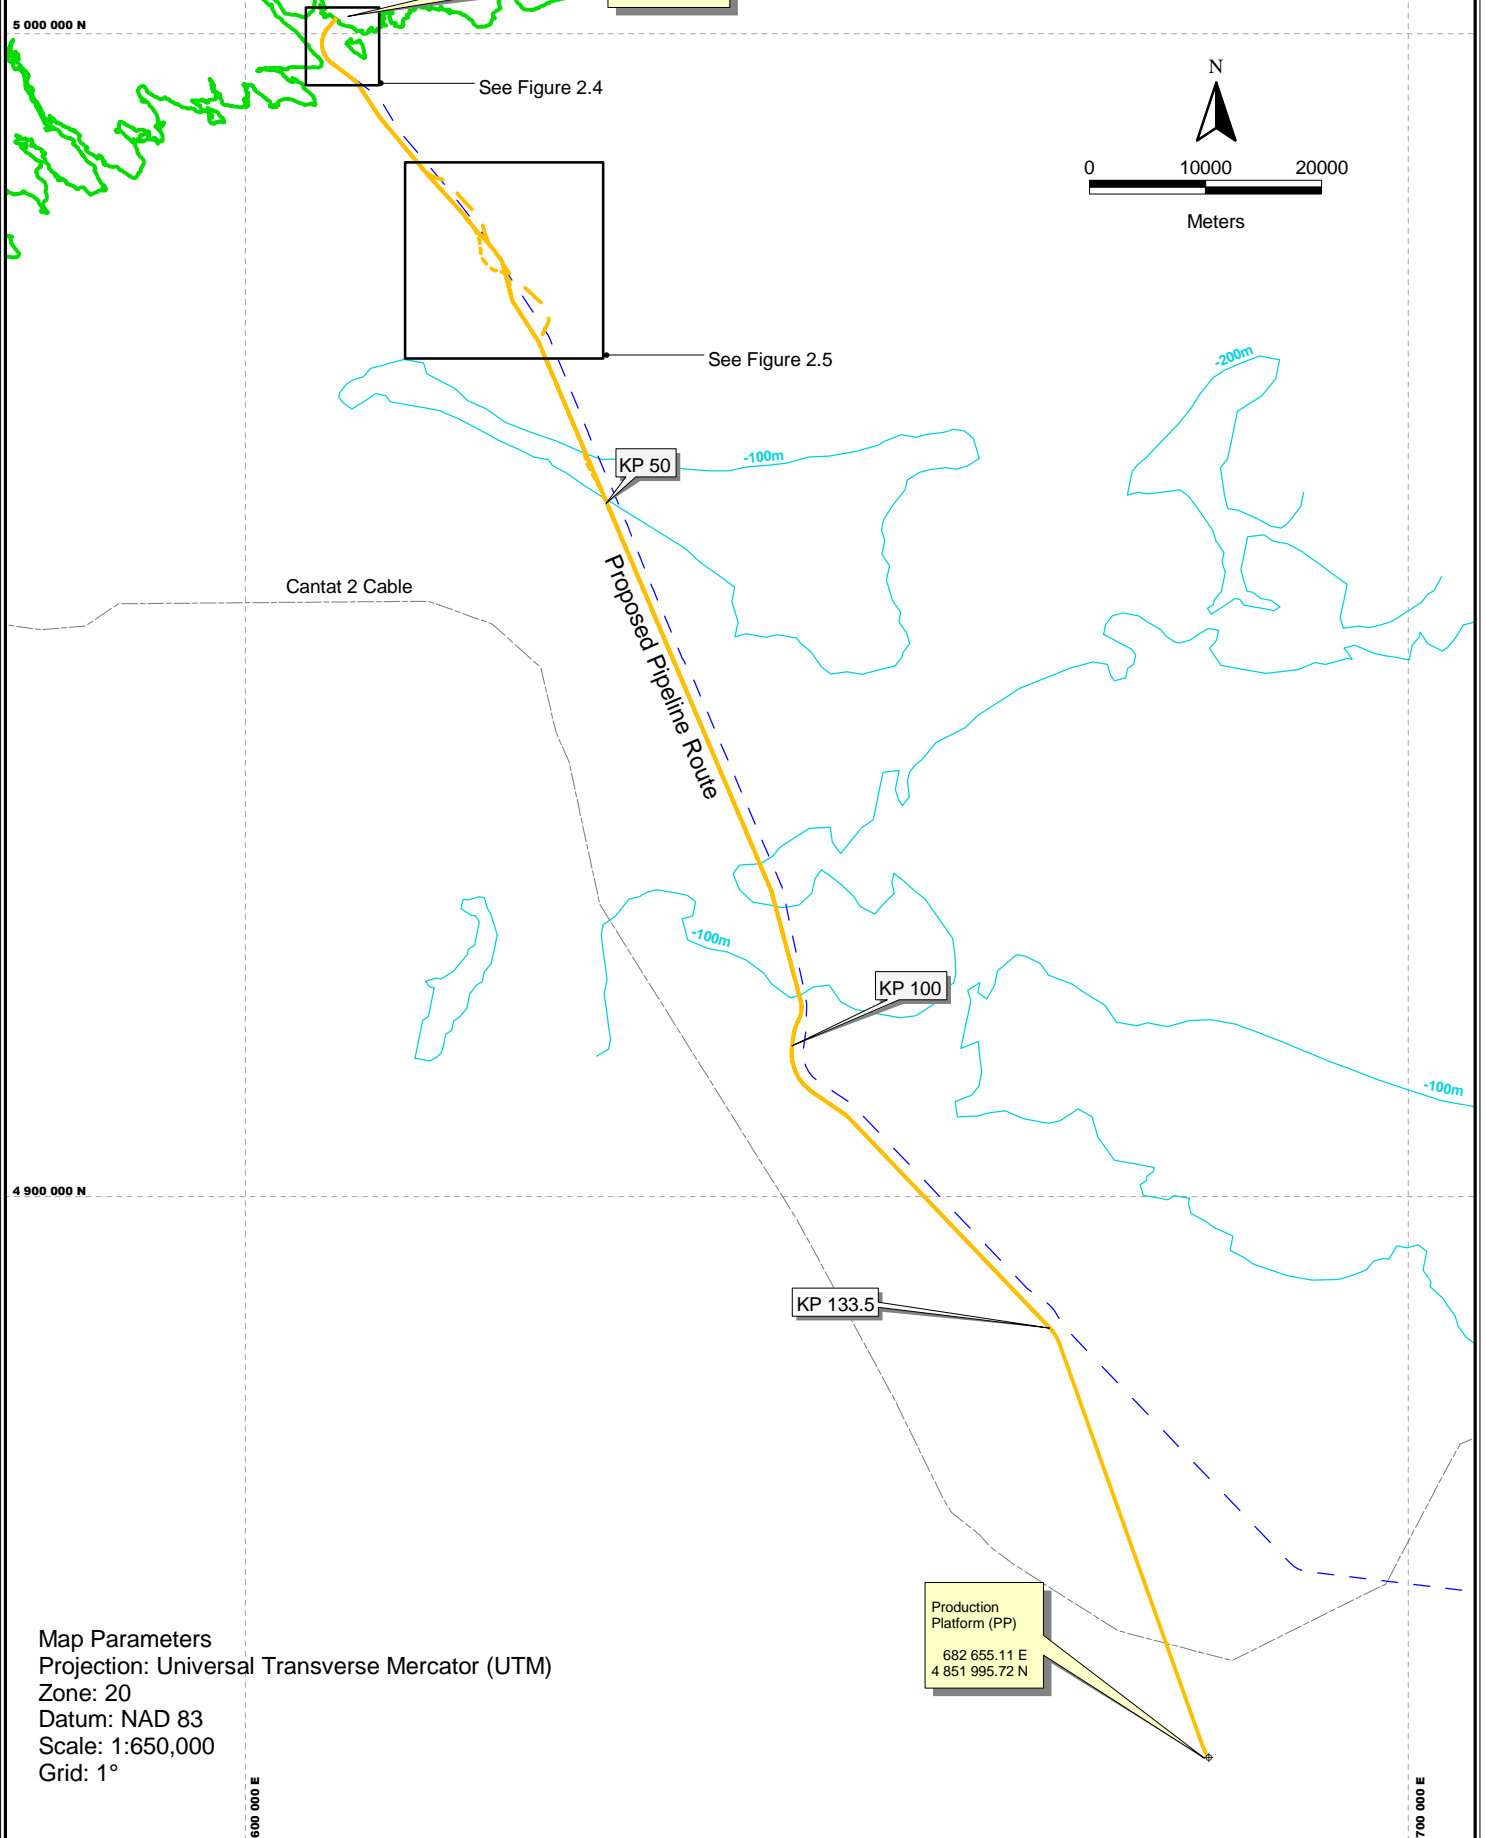 5 000 000 N
See Figure 2.4
N
0 10000 20000
Meters
See Figure 2.5
-200m
-100m
KP 50
Cantat 2 Cable
Proposed Pipeline Route
-100m
KP 100
-100m
4 900 000 N
KP 133.5
Production
Platform (PP)
682 655.11 E
4 851 995.72 N
Map Parameters
Projection: Universal Transverse Mercator (UTM)
Zone: 20
Datum: NAD 83
Scale: 1:650,000
Grid: 1°
600 000 E
700 000 E